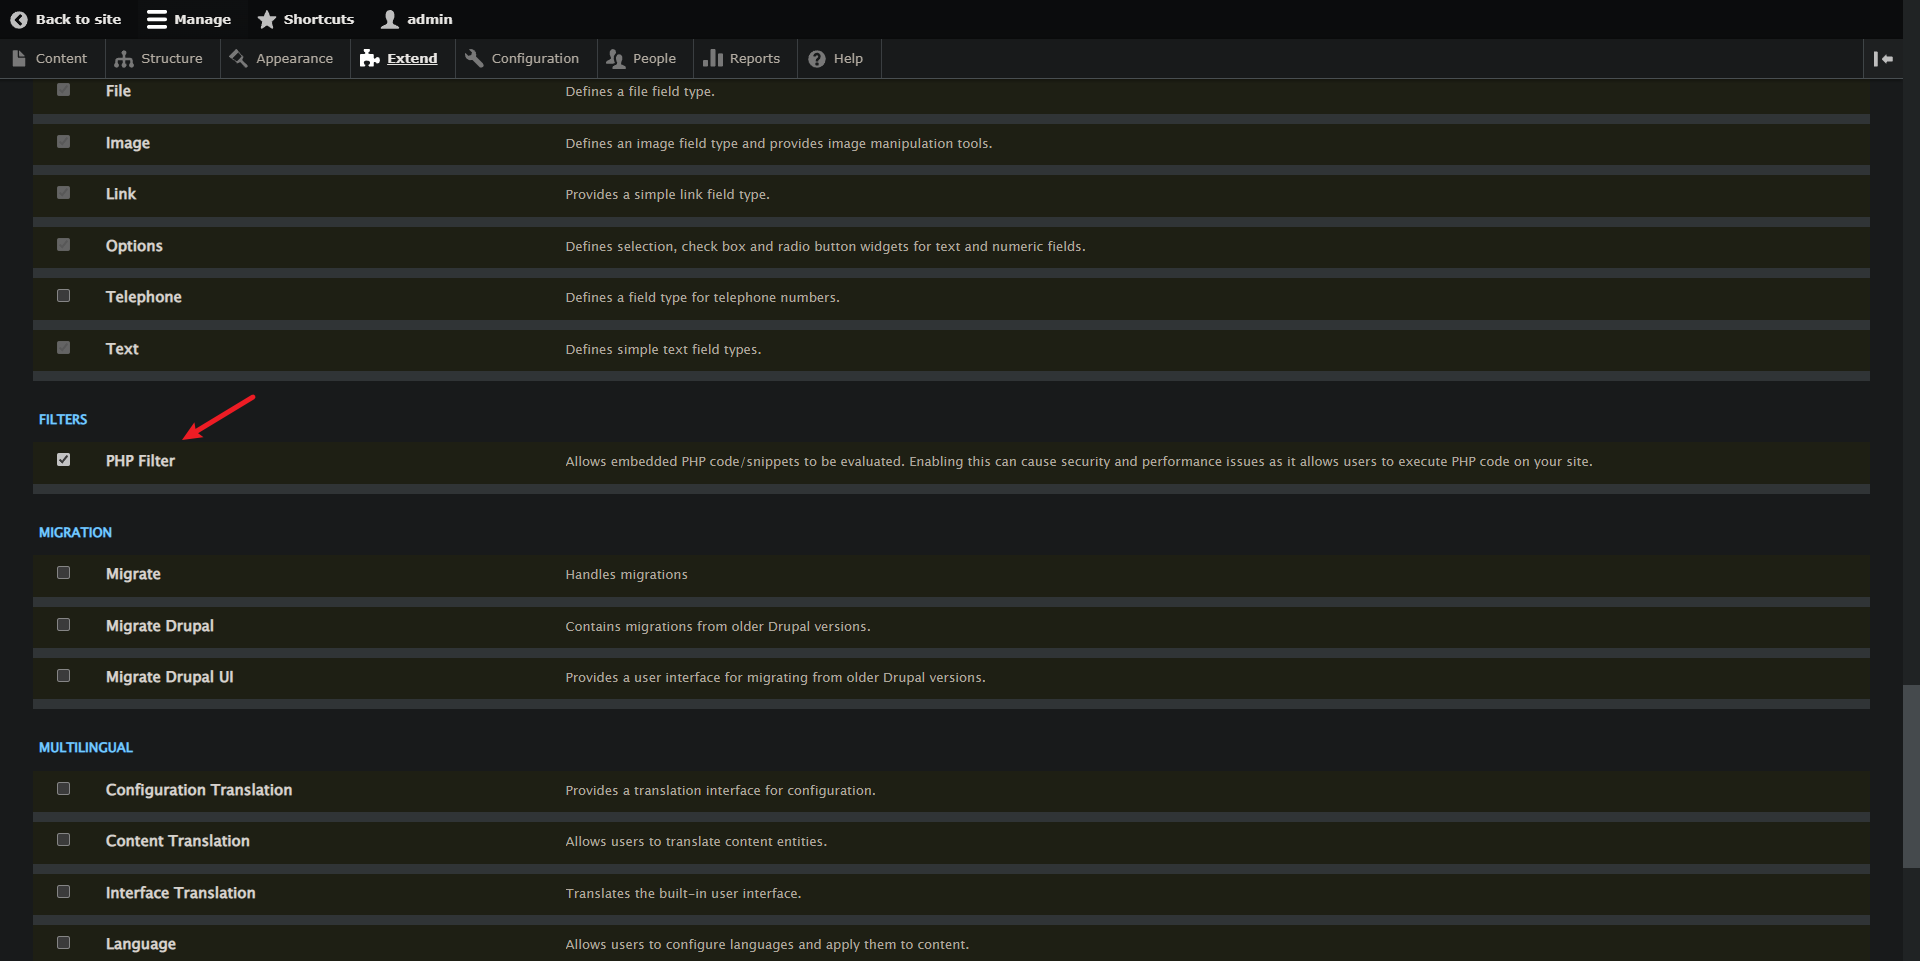 Back to site Manage Shortcuts admin
Content Structure Appearance Extend Configuration People Reports Help
File Defines a file field type.
Image Defines an image field type and provides image manipulation tools.
Link Provides a simple link field type.
Options Defines selection, check box and radio button widgets for text and numeric fields.
Telephone Defines a field type for telephone numbers.
Text Defines simple text field types.
FILTERS
PHP Filter Allows embedded PHP code/snippets to be evaluated. Enabling this can cause security and performance issues as it allows users to execute PHP code on your site.
MIGRATION
Migrate Handles migrations
Migrate Drupal Contains migrations from older Drupal versions.
Migrate Drupal UI Provides a user interface for migrating from older Drupal versions.
MULTILINGUAL
Configuration Translation Provides a translation interface for configuration.
Content Translation Allows users to translate content entities.
Interface Translation Translates the built-in user interface.
Language Allows users to configure languages and apply them to content.